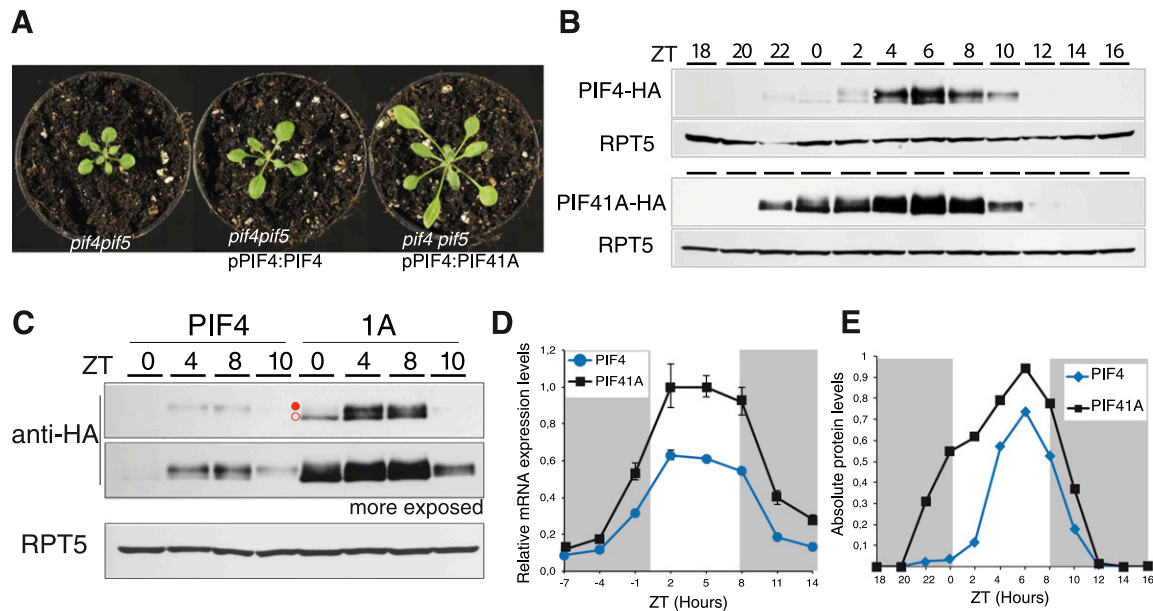 A
pif4pif5
pif4pif5
pPIF4:PIF4
pif4 pif5
pPIF4:PIF41A
B
ZT 18 20 22 0 2 4 6 8 10 12 14 16
PIF4-HA
RPT5
PIF41A-HA
RPT5
C
PIF4 1A
ZT 0 4 8 10 0 4 8 10
anti-HA
more exposed
RPT5
D
Relative mRNA expression levels
1,2
1,0
0,8
0,6
0,4
0,2
0,0
PIF4
PIF41A
-7 -4 -1 2 5 8 11 14
ZT (Hours)
E
Absolute protein levels
1
0,9
0,8
0,7
0,6
0,5
0,4
0,3
0,2
0,1
PIF4
PIF41A
18 20 22 0 2 4 6 8 10 12 14 16
ZT (Hours)